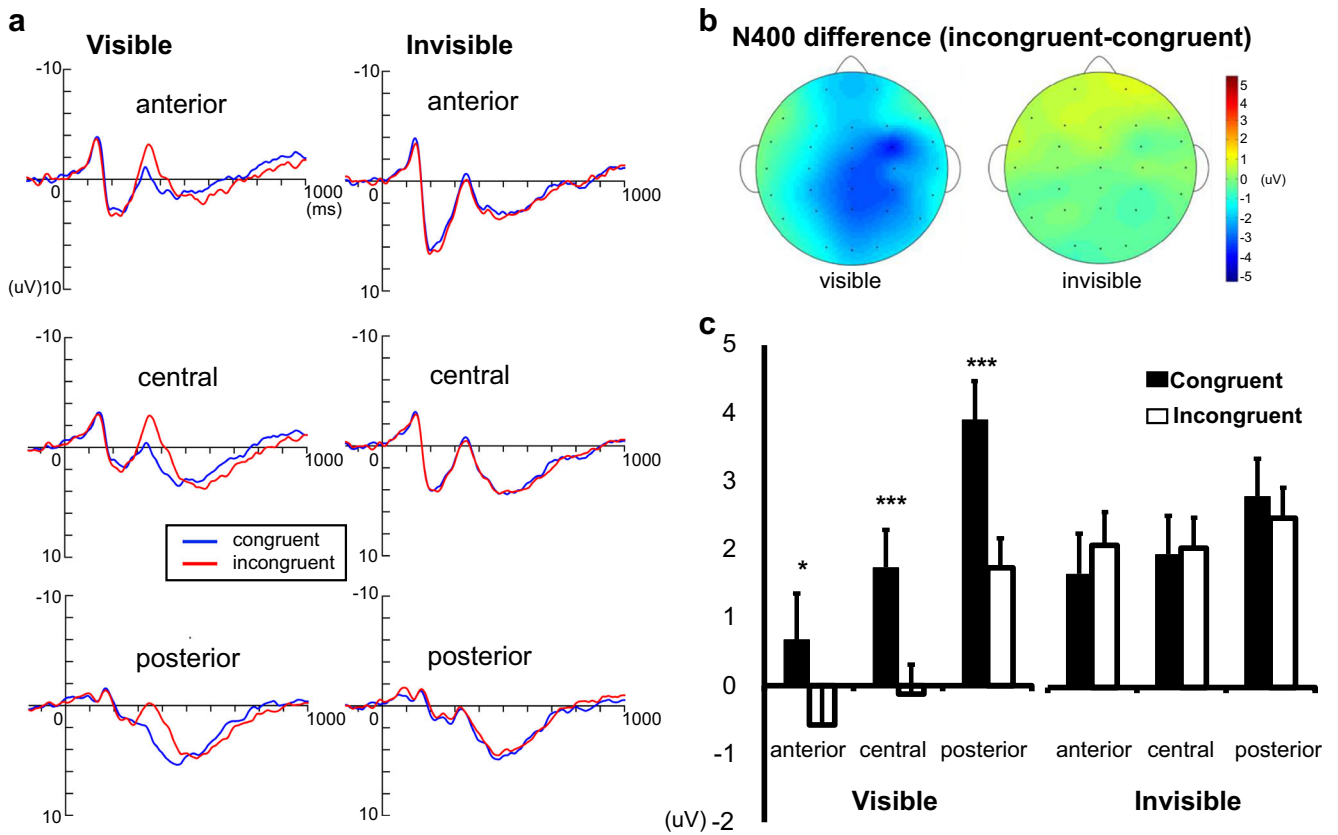 a
Visible
Invisible
-10
anterior
0
1000
(ms)
(uV)10
-10
anterior
0
1000
10
-10
central
0
1000
10
-10
central
0
1000
10
congruent
incongruent
-10
posterior
0
1000
10
-10
posterior
0
1000
10
b
N400 difference (incongruent-congruent)
visible
invisible
5
4
3
2
1
0 (uV)
-1
-2
-3
-4
-5
c
5
4
3
2
1
0
-1
(uV) -2
* *** ***
Congruent
Incongruent
anterior central posterior anterior central posterior
Visible Invisible